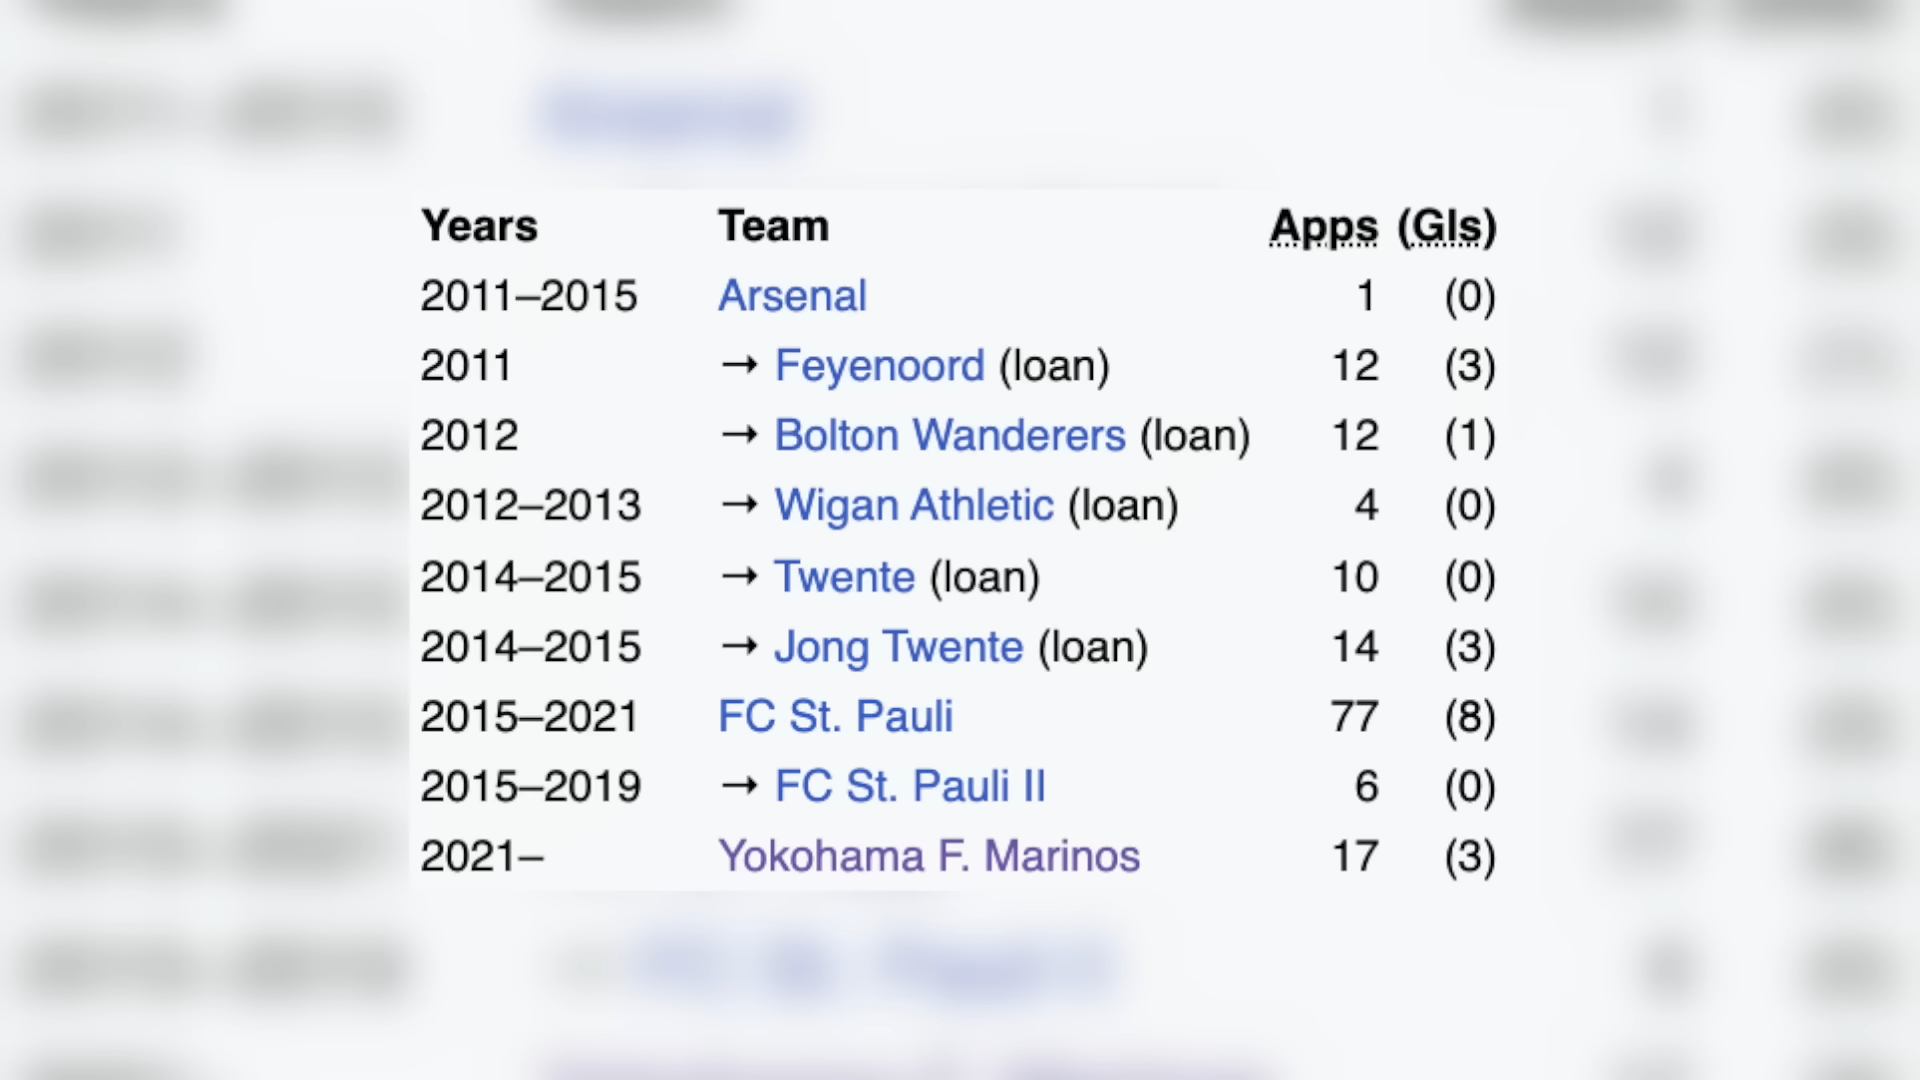 Years Team Apps (Gls)
2011–2015 Arsenal 1 (0)
2011 → Feyenoord (loan) 12 (3)
2012 → Bolton Wanderers (loan) 12 (1)
2012–2013 → Wigan Athletic (loan) 4 (0)
2014–2015 → Twente (loan) 10 (0)
2014–2015 → Jong Twente (loan) 14 (3)
2015–2021 FC St. Pauli 77 (8)
2015–2019 → FC St. Pauli II 6 (0)
2021– Yokohama F. Marinos 17 (3)